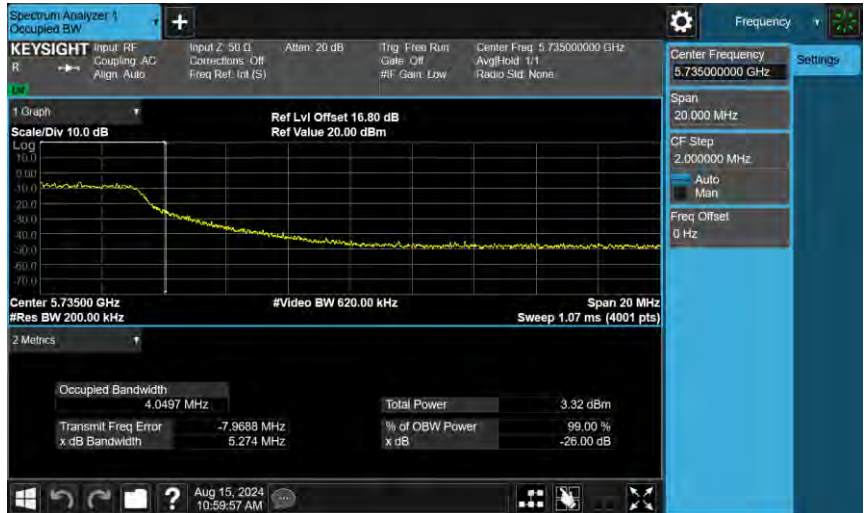 Spectrum Analyzer 1
Occupied BW
+
Frequency
KEYSIGHT
Input: RF
Coupling: AC
Align: Auto
Input Z: 50 Ω
Corrections: Off
Freq Ref: Int (S)
Atten: 20 dB
Trig: Free Run
Gate: Off
#IF Gain: Low
Center Freq: 5.735000000 GHz
Avg|Hold: 1/1
Radio Std: None
R
Center Frequency
5.735000000 GHz
Settings
Span
20.000 MHz
CF Step
2.000000 MHz
Auto
Man
Freq Offset
0 Hz
1 Graph
Scale/Div 10.0 dB
Ref Lvl Offset 16.80 dB
Ref Value 20.00 dBm
Log
10.0
0.00
-10.0
-20.0
-30.0
-40.0
-50.0
-60.0
-70.0
Center 5.73500 GHz
#Video BW 620.00 kHz
Span 20 MHz
#Res BW 200.00 kHz
Sweep 1.07 ms (4001 pts)
2 Metrics
Occupied Bandwidth
4.0497 MHz
Total Power 3.32 dBm
Transmit Freq Error -7.9688 MHz
% of OBW Power 99.00 %
x dB Bandwidth 5.274 MHz
x dB -26.00 dB
?
Aug 15, 2024
10:59:57 AM